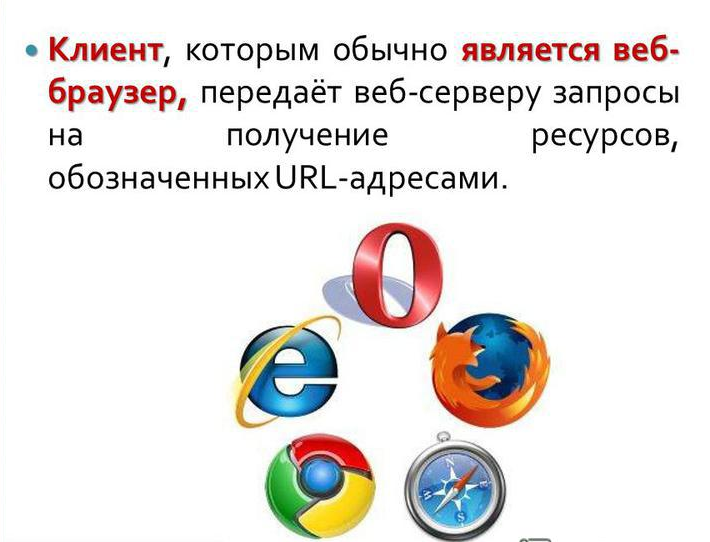 • Клиент, которым обычно является веб-
браузер, передаёт веб-серверу запросы
на получение ресурсов,
обозначенных URL-адресами.